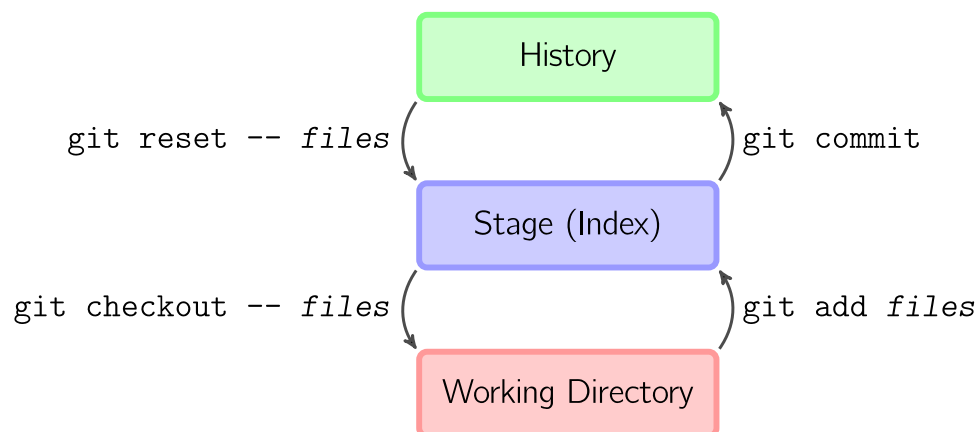 History
git reset -- files
git commit
Stage (Index)
git checkout -- files
git add files
Working Directory